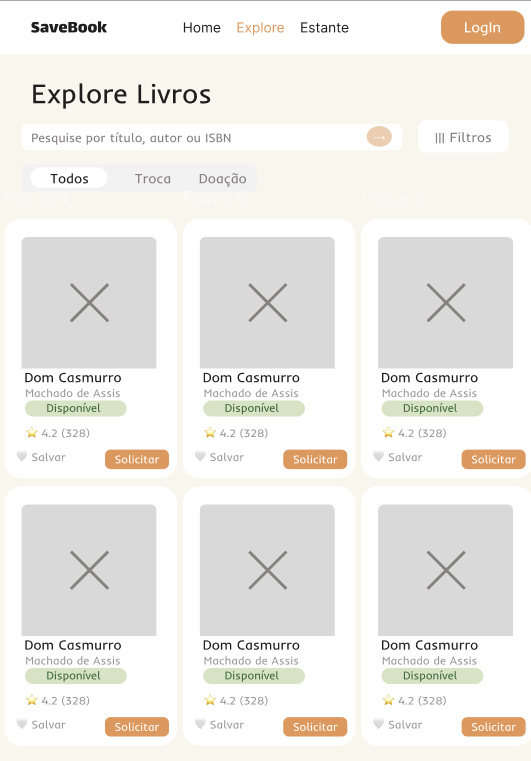 SaveBook Home Explore Estante LogIn
Explore Livros
Pesquise por título, autor ou ISBN → ||| Filtros
Todos Troca Doação
Dom Casmurro Dom Casmurro Dom Casmurro
Machado de Assis Machado de Assis Machado de Assis
Disponível Disponível Disponível
4.2 (328) 4.2 (328) 4.2 (328)
Salvar Solicitar Salvar Solicitar Salvar Solicitar
Dom Casmurro Dom Casmurro Dom Casmurro
Machado de Assis Machado de Assis Machado de Assis
Disponível Disponível Disponível
4.2 (328) 4.2 (328) 4.2 (328)
Salvar Solicitar Salvar Solicitar Salvar Solicitar